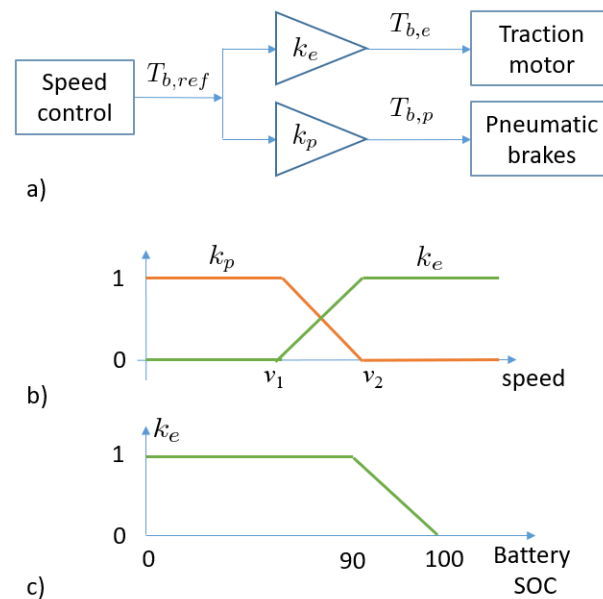 Speed control
T_{b,ref}
k_e
T_{b,e}
Traction motor
k_p
T_{b,p}
Pneumatic brakes
a)
k_p
k_e
1
0
v_1
v_2
speed
b)
k_e
1
0
0
90
100
Battery SOC
c)